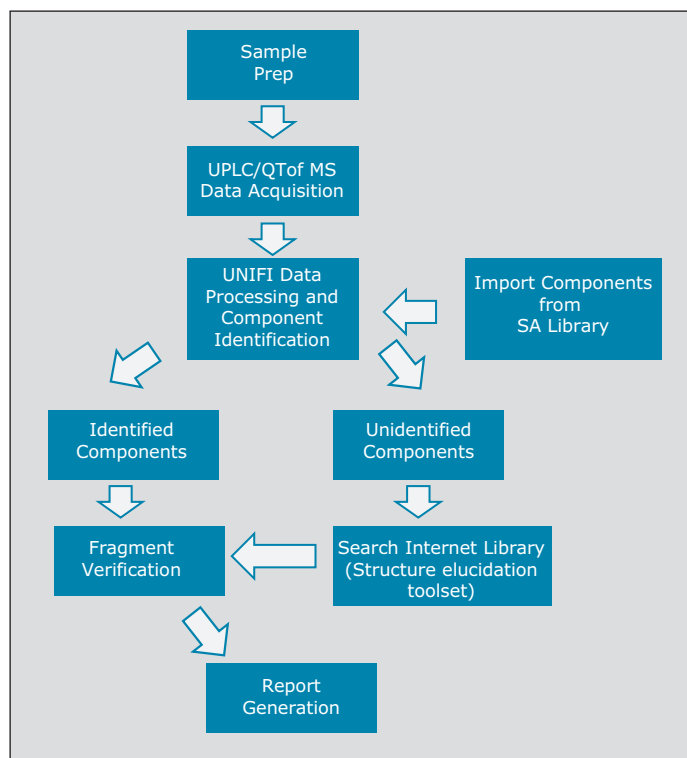 Sample
Prep
UPLC/QTof MS
Data Acquisition
UNIFI Data
Processing and
Component
Identification
Import Components
from
SA Library
Identified
Components
Unidentified
Components
Fragment
Verification
Search Internet Library
(Structure elucidation
toolset)
Report
Generation